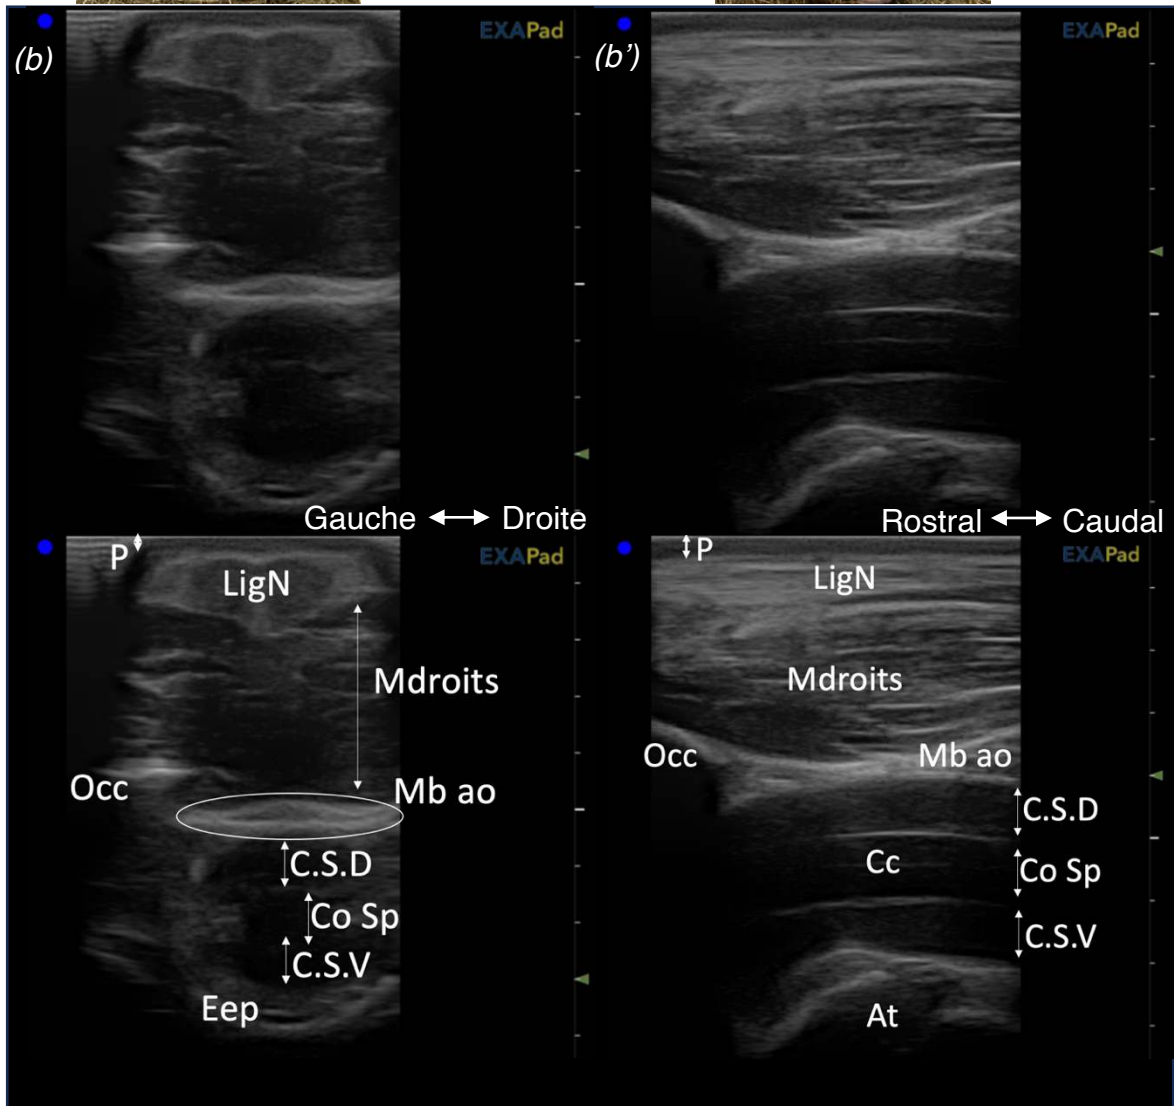 (b)
EXAPad
(b')
EXAPad
Gauche Droite
Rostral Caudal
P
LigN
EXAPad
Mdroits
Occ
Mb ao
C.S.D
Co Sp
C.S.V
Eep
P
LigN
EXAPad
Mdroits
Occ
Mb ao
C.S.D
Cc
Co Sp
C.S.V
At